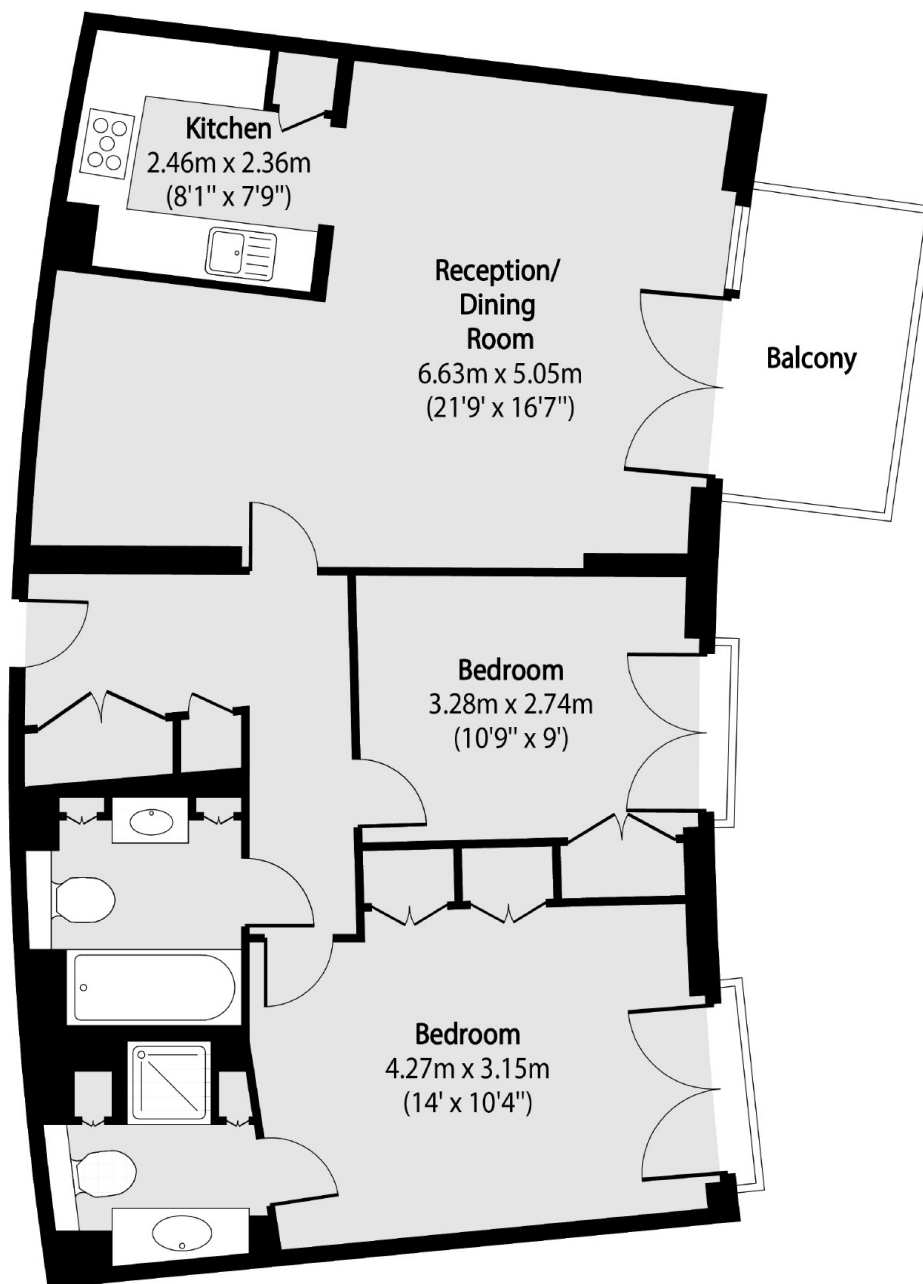 Kitchen
2.46m x 2.36m
(8'1" x 7'9")
Reception/
Dining
Room
6.63m x 5.05m
(21'9' x 16'7")
Balcony
Bedroom
3.28m x 2.74m
(10'9" x 9')
Bedroom
4.27m x 3.15m
(14' x 10'4")